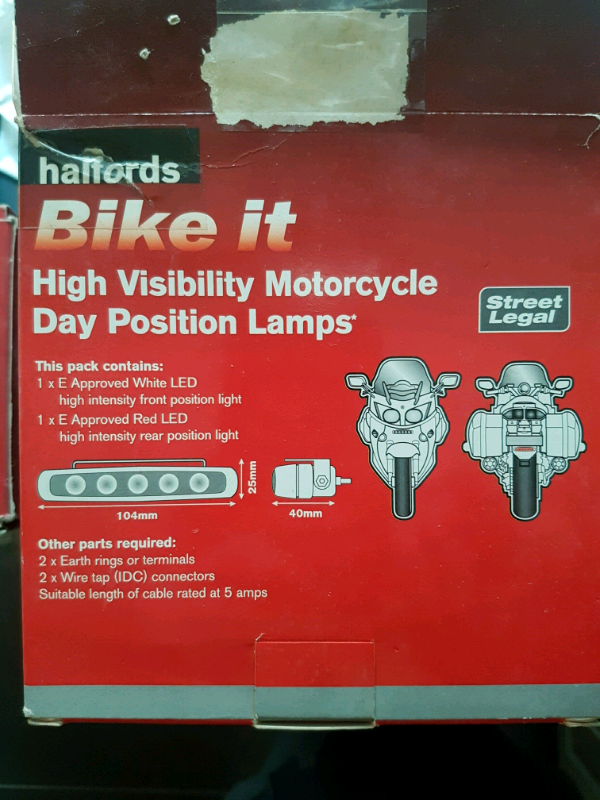 halfords
Bike it
High Visibility Motorcycle
Day Position Lamps*
Street
Legal
This pack contains:
1 x E Approved White LED
high intensity front position light
1 x E Approved Red LED
high intensity rear position light
25mm
104mm
40mm
Other parts required:
2 x Earth rings or terminals
2 x Wire tap (IDC) connectors
Suitable length of cable rated at 5 amps